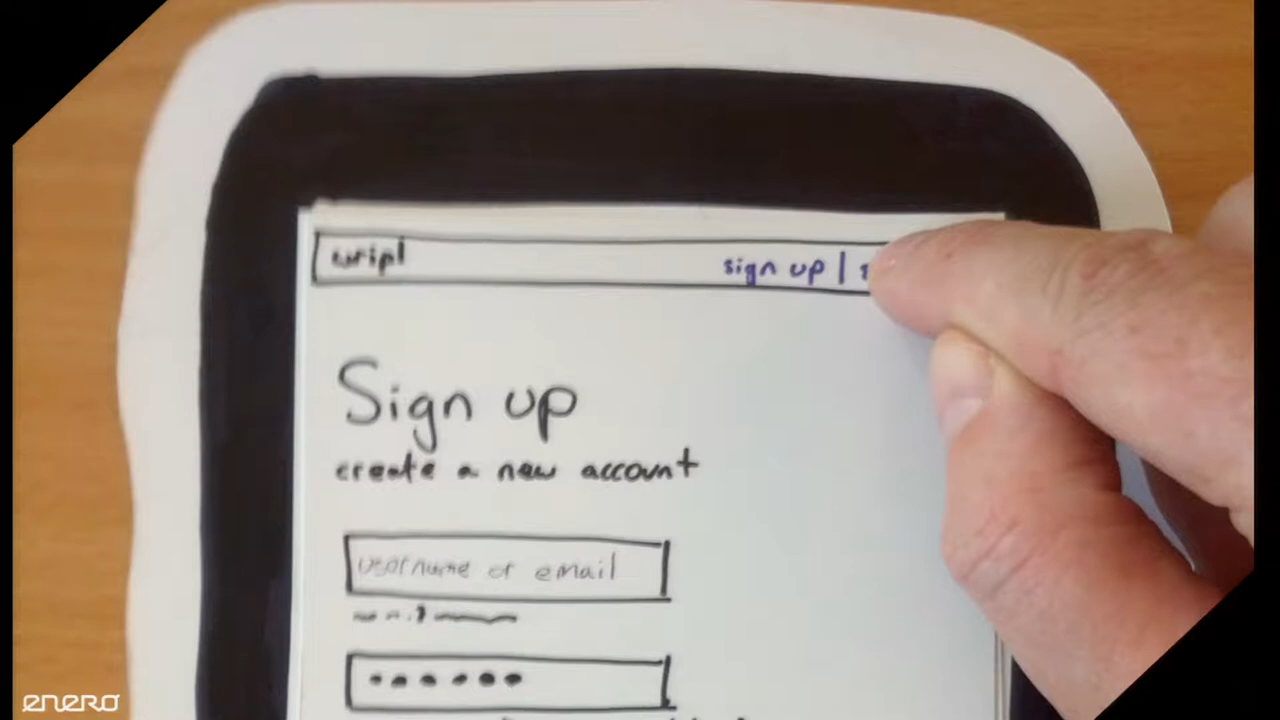 wripl
sign up |
Sign up
create a new account
username or email
enero